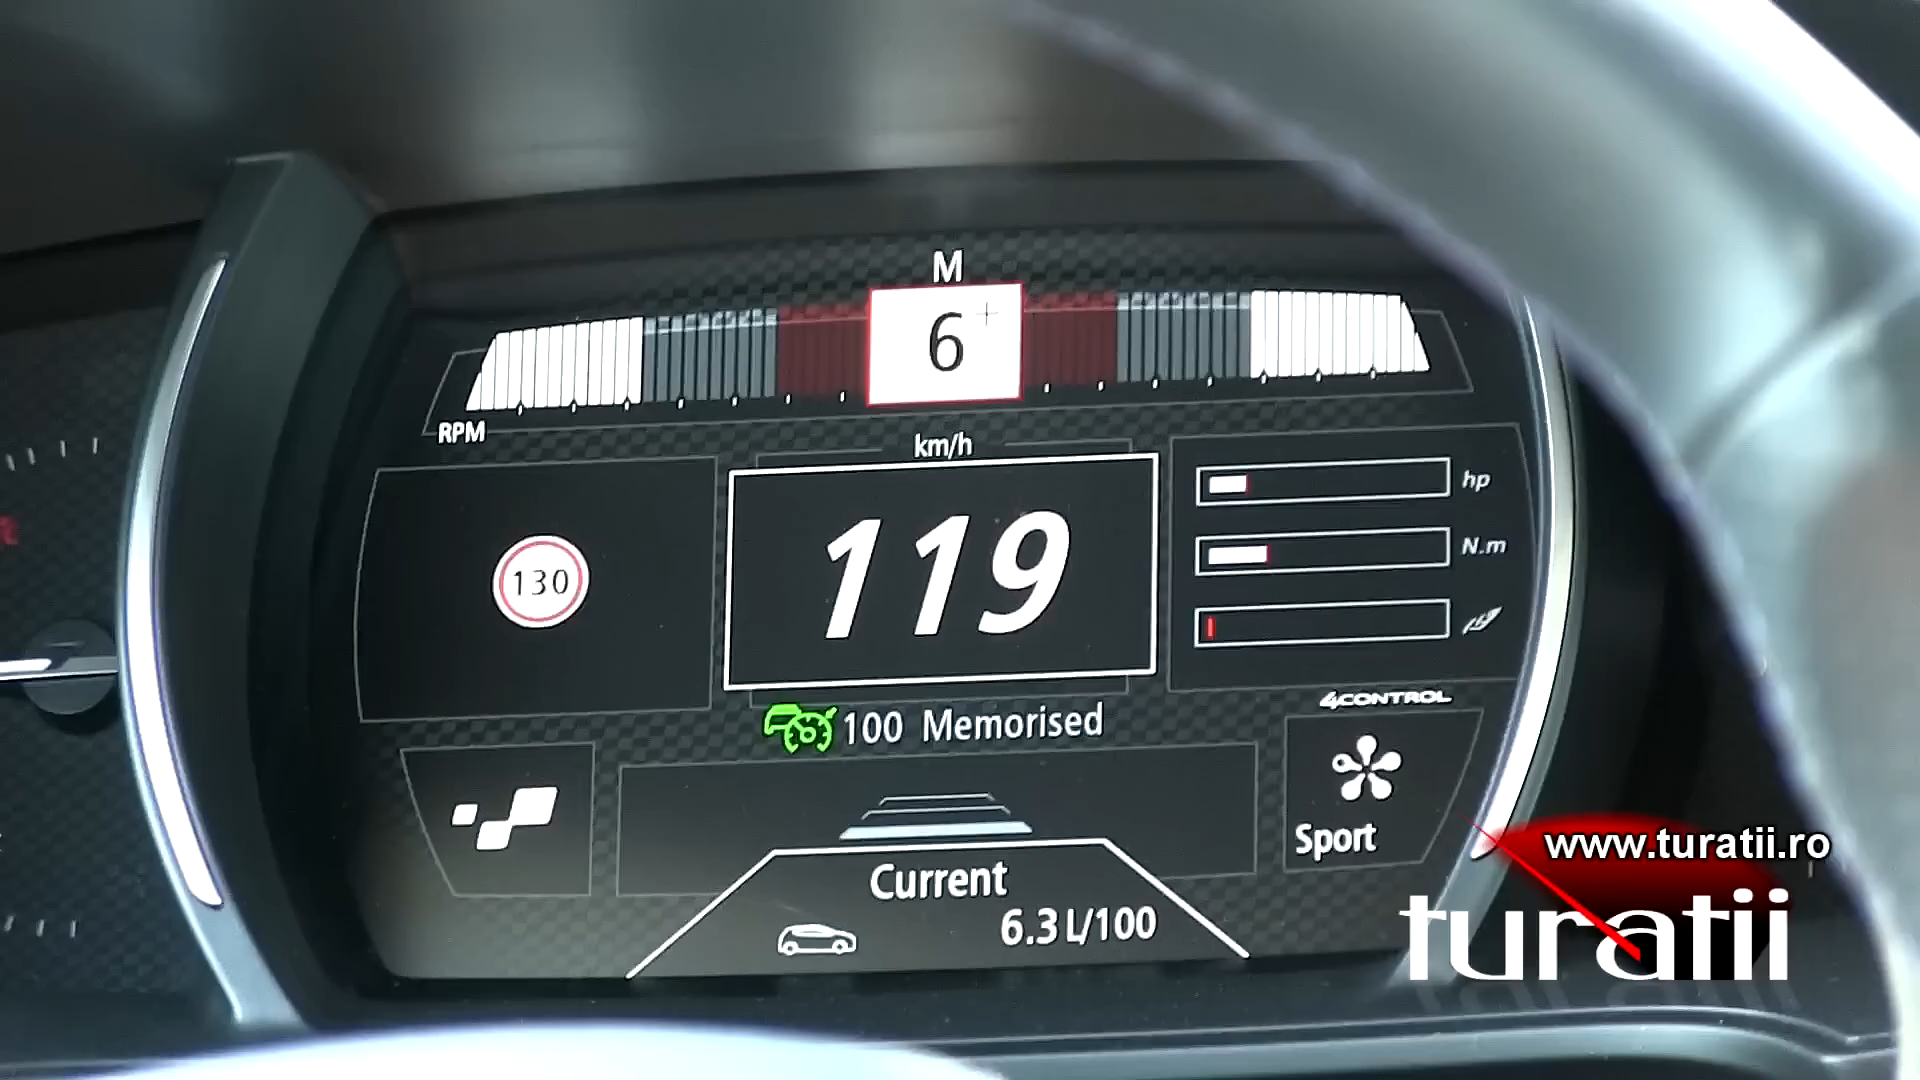 M
6+
RPM
km/h
130
119
hp
N.m
100 Memorised
4CONTROL
Sport
Current
6.3 L/100
www.turatii.ro
turatii